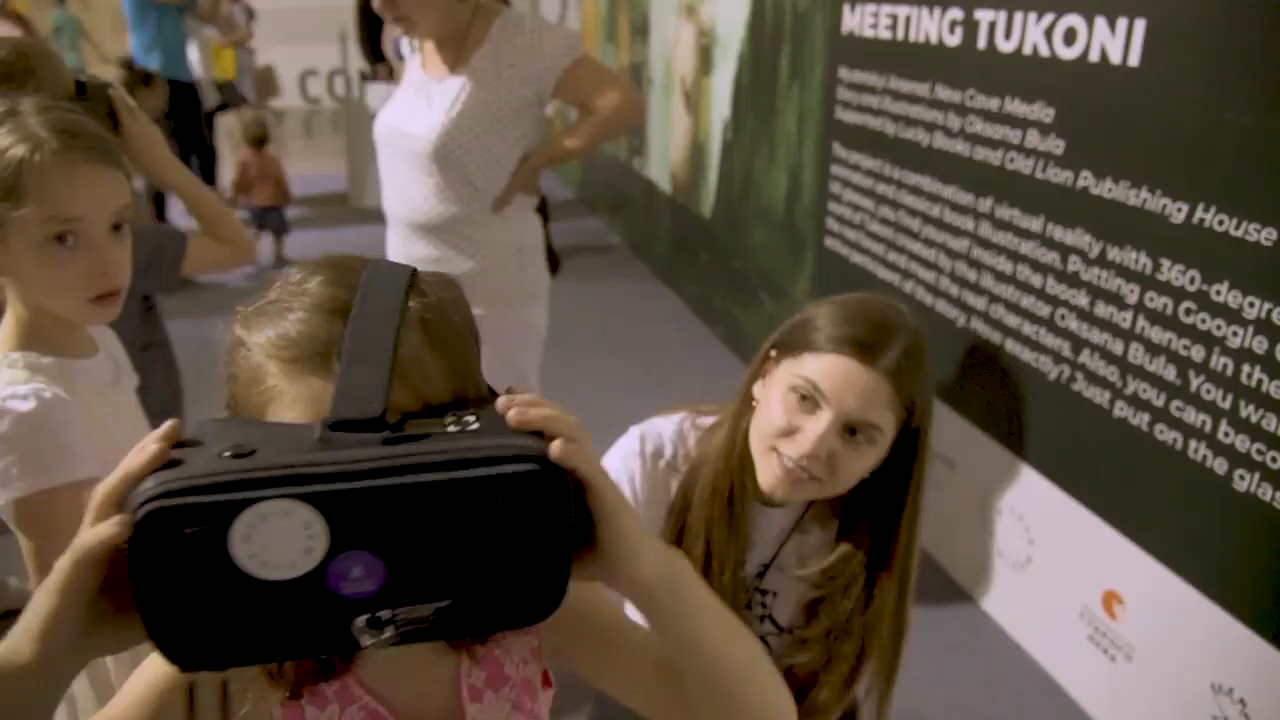 MEETING TUKONI
New Cave Media
Story and Illustrations by Oksana Bula
Supported by Lucky Books and Old Lion Publishing House
The project is a combination of virtual reality with 360-degre
animation and classical book illustration. Putting on Google C
you find yourself inside the book and hence in the
created by the illustrator Oksana Bula. You wa
and meet the real characters. Also, you can beco
of the story. How exactly? Just put on the glas
CO